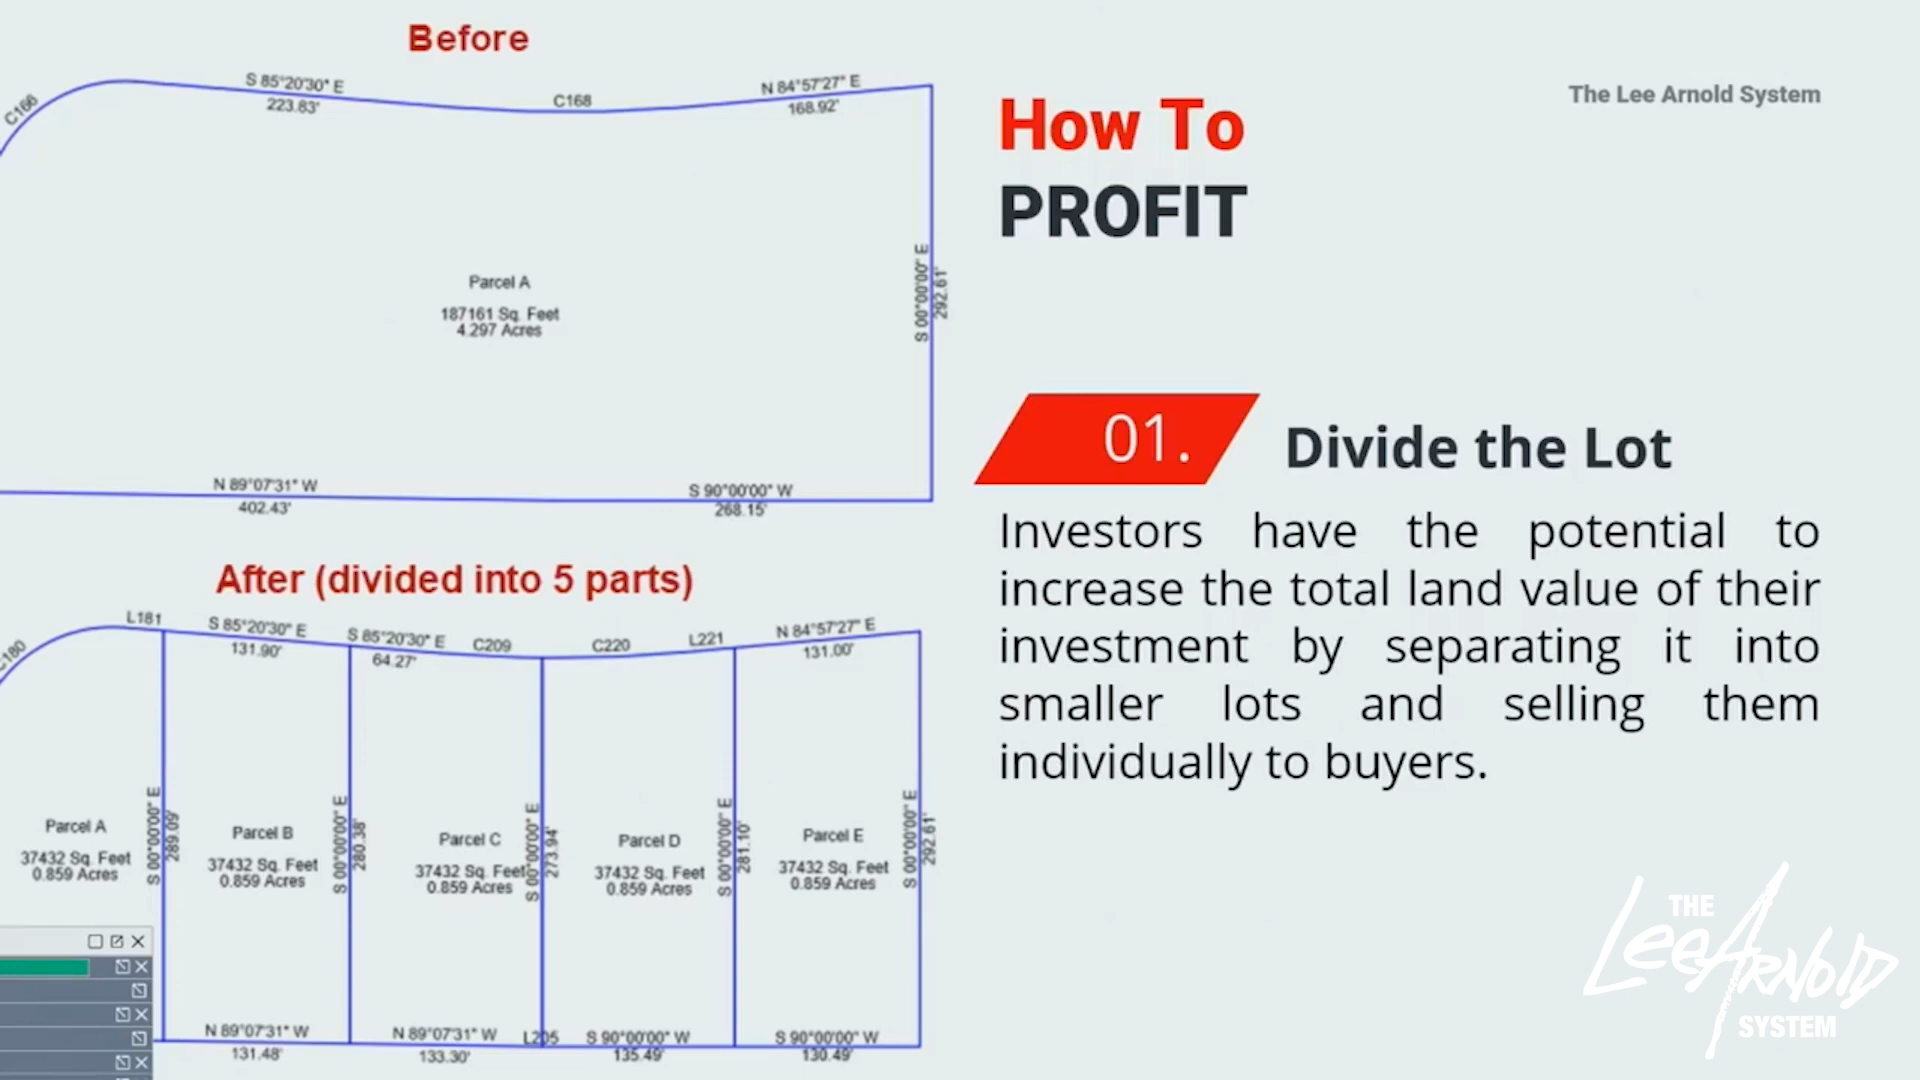 Before
C166
S 85°20'30" E
223.83'
C168
N 84°57'27" E
168.92'
Parcel A
187161 Sq. Feet
4.297 Acres
S 00°00'00" E
292.61'
N 89°07'31" W
402.43'
S 90°00'00" W
268.15'
After (divided into 5 parts)
C180
L181
S 85°20'30" E
131.90'
S 85°20'30" E
64.27'
C209
C220
L221
N 84°57'27" E
131.00'
Parcel A
37432 Sq. Feet
0.859 Acres
S 00°00'00" E
289.09'
Parcel B
37432 Sq. Feet
0.859 Acres
S 00°00'00" E
280.38'
Parcel C
37432 Sq. Feet
0.859 Acres
S 00°00'00" E
273.94'
Parcel D
37432 Sq. Feet
0.859 Acres
S 00°00'00" E
281.10'
Parcel E
37432 Sq. Feet
0.859 Acres
S 00°00'00" E
292.61'
N 89°07'31" W
131.48'
N 89°07'31" W
133.30'
L205
S 90°00'00" W
135.49'
S 90°00'00" W
130.49'
The Lee Arnold System
How To
PROFIT
01.
Divide the Lot
Investors have the potential to
increase the total land value of their
investment by separating it into
smaller lots and selling them
individually to buyers.
THE
Lee Arnold
SYSTEM